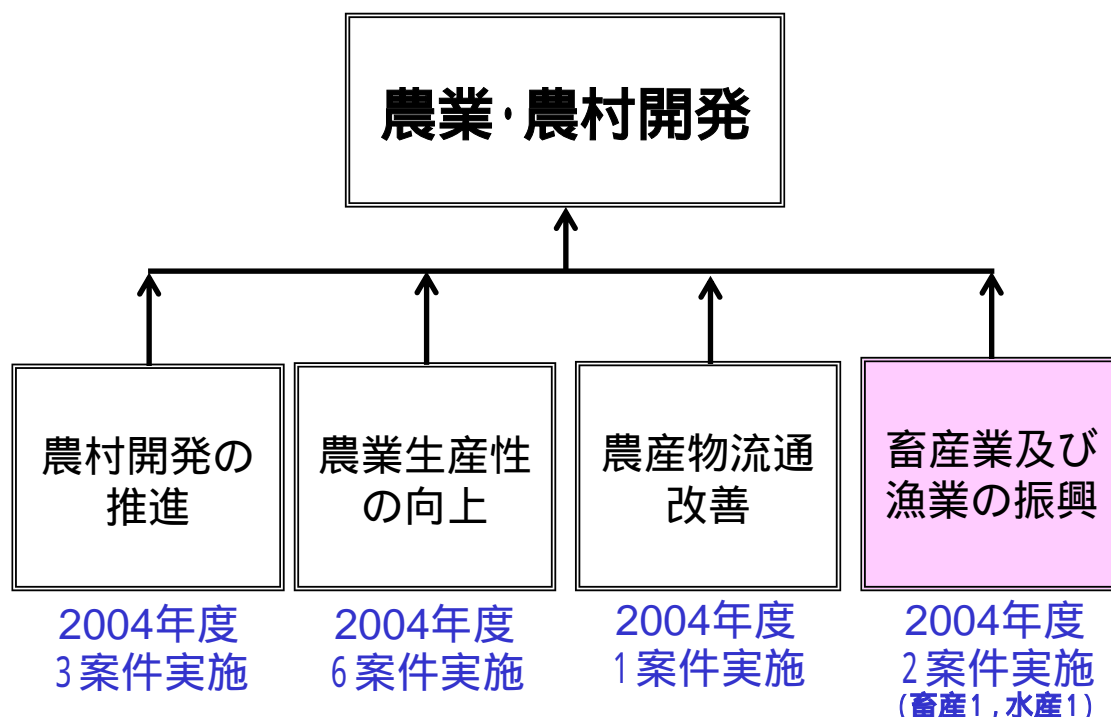 農業・農村開発
農村開発の
推進
農業生産性
の向上
農産物流通
改善
畜産業及び
漁業の振興
2004年度
3案件実施
2004年度
6案件実施
2004年度
1案件実施
2004年度
2案件実施
(畜産1,水産1)